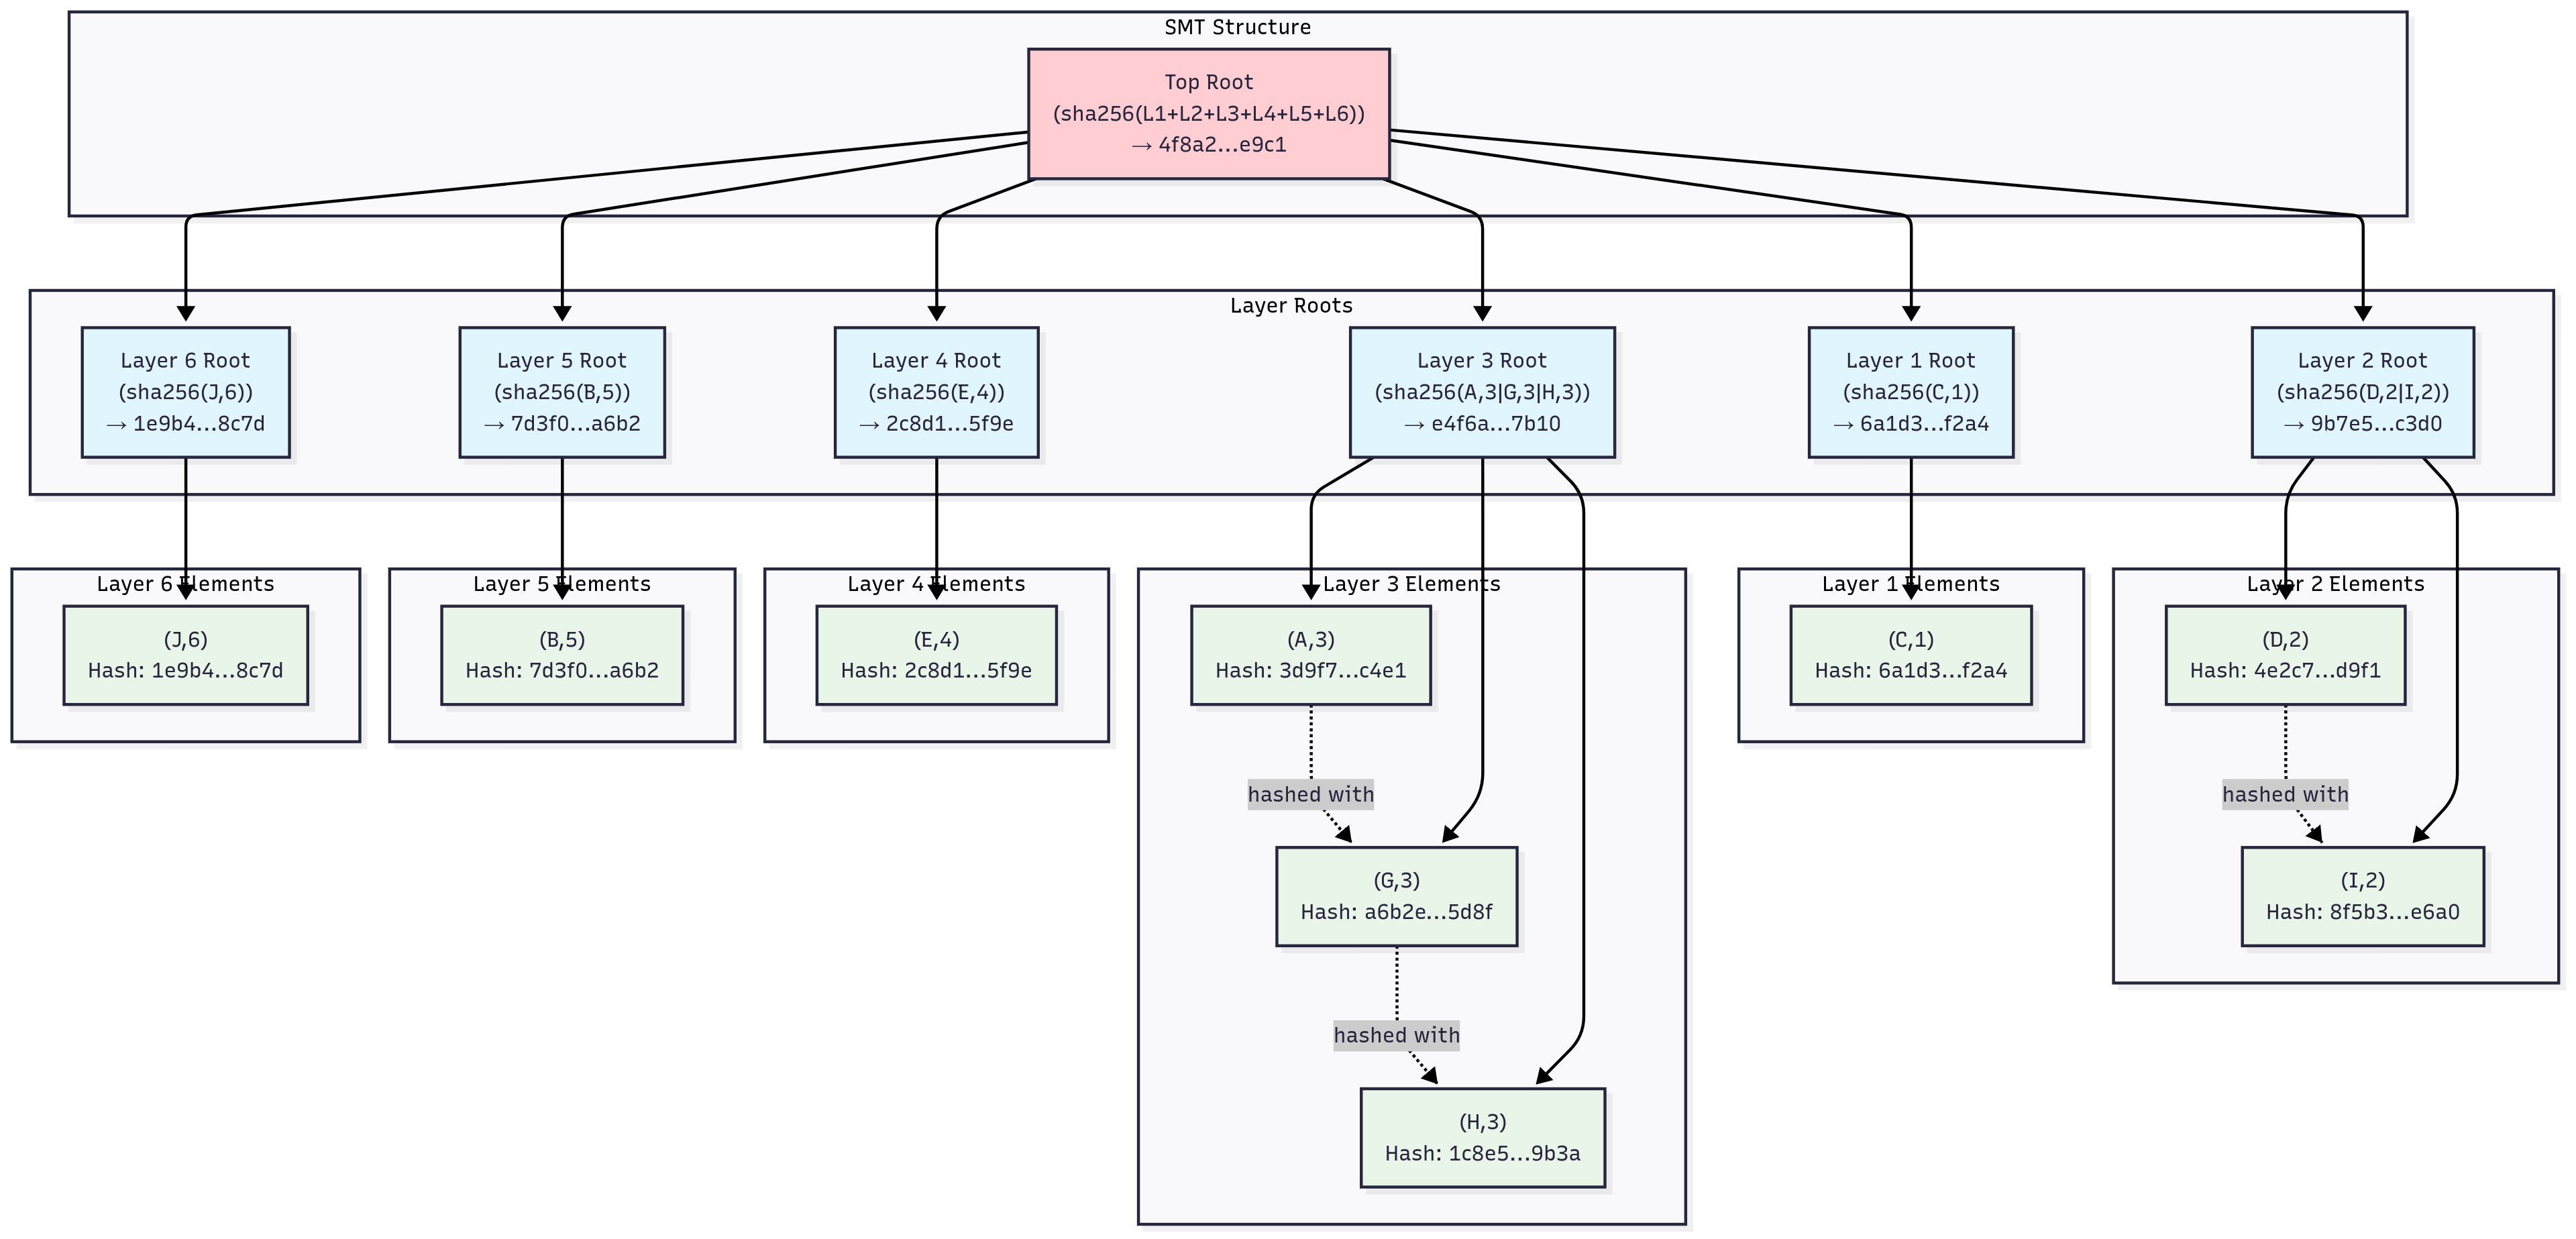 SMT Structure
Top Root
(sha256(L1+L2+L3+L4+L5+L6))
→ 4f8a2...e9c1
Layer Roots
Layer 6 Root
(sha256(J,6))
→ 1e9b4...8c7d
Layer 5 Root
(sha256(B,5))
→ 7d3f0...a6b2
Layer 4 Root
(sha256(E,4))
→ 2c8d1...5f9e
Layer 3 Root
(sha256(A,3|G,3|H,3))
→ e4f6a...7b10
Layer 1 Root
(sha256(C,1))
→ 6a1d3...f2a4
Layer 2 Root
(sha256(D,2|I,2))
→ 9b7e5...c3d0
Layer 6 Elements
(J,6)
Hash: 1e9b4...8c7d
Layer 5 Elements
(B,5)
Hash: 7d3f0...a6b2
Layer 4 Elements
(E,4)
Hash: 2c8d1...5f9e
Layer 3 Elements
(A,3)
Hash: 3d9f7...c4e1
hashed with
(G,3)
Hash: a6b2e...5d8f
hashed with
(H,3)
Hash: 1c8e5...9b3a
Layer 1 Elements
(C,1)
Hash: 6a1d3...f2a4
Layer 2 Elements
(D,2)
Hash: 4e2c7...d9f1
hashed with
(I,2)
Hash: 8f5b3...e6a0